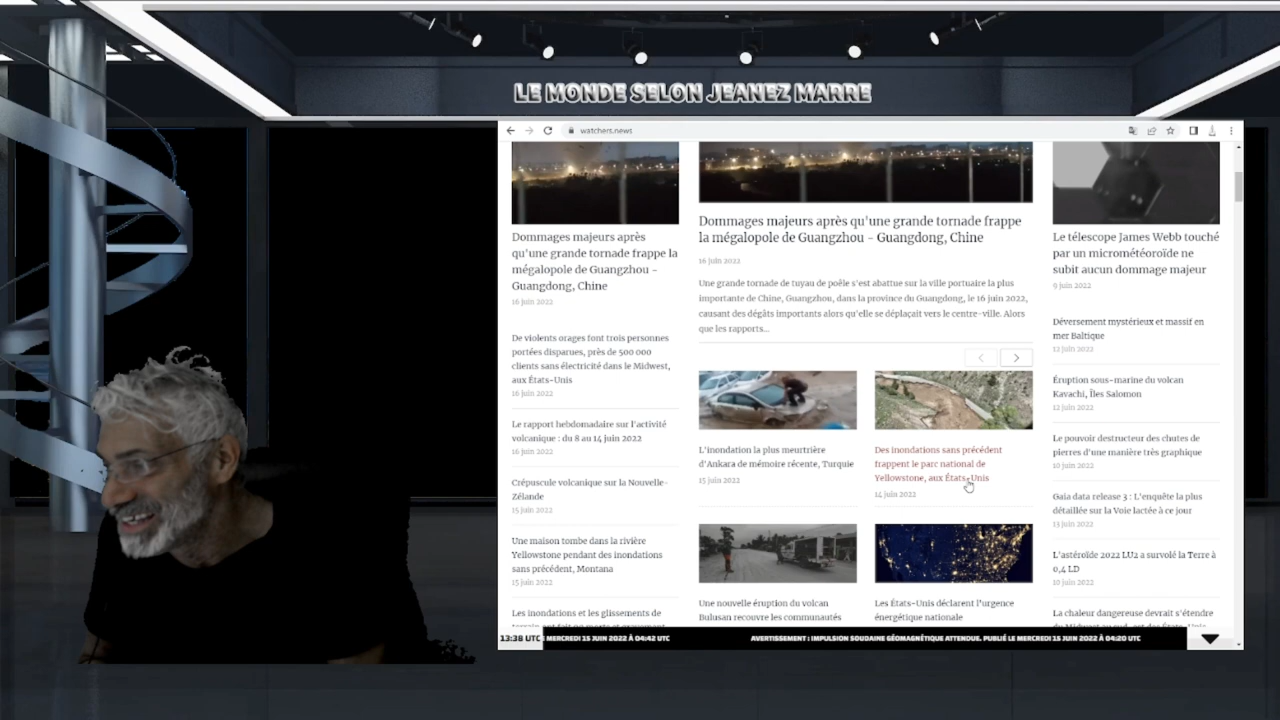 LE MONDE SELON JEANEZ MARRE
watchers.news
Dommages majeurs après
qu'une grande tornade frappe la
mégalopole de Guangzhou -
Guangdong, Chine
16 juin 2022
De violents orages font trois personnes
portées disparues, près de 500 000
clients sans électricité dans le Midwest,
aux États-Unis
16 juin 2022
Le rapport hebdomadaire sur l'activité
volcanique : du 8 au 14 juin 2022
16 juin 2022
Crépuscule volcanique sur la Nouvelle-
Zélande
15 juin 2022
Une maison tombe dans la rivière
Yellowstone pendant des inondations
sans précédent, Montana
15 juin 2022
Les inondations et les glissements de
Dommages majeurs après qu'une grande tornade frappe
la mégalopole de Guangzhou - Guangdong, Chine
16 juin 2022
Une grande tornade de tuyau de poêle s'est abattue sur la ville portuaire la plus
importante de Chine, Guangzhou, dans la province du Guangdong, le 16 juin 2022,
causant des dégâts importants alors qu'elle se déplaçait vers le centre-ville. Alors
que les rapports...
L'inondation la plus meurtrière
d'Ankara de mémoire récente, Turquie
15 juin 2022
Des inondations sans précédent
frappent le parc national de
Yellowstone, aux États-Unis
14 juin 2022
Une nouvelle éruption du volcan
Bulusan recouvre les communautés
Les États-Unis déclarent l'urgence
énergétique nationale
Le télescope James Webb touché
par un micrométéoroïde ne
subit aucun dommage majeur
9 juin 2022
Déversement mystérieux et massif en
mer Baltique
12 juin 2022
Éruption sous-marine du volcan
Kavachi, Îles Salomon
12 juin 2022
Le pouvoir destructeur des chutes de
pierres d'une manière très graphique
10 juin 2022
Gaia data release 3 : L'enquête la plus
détaillée sur la Voie lactée à ce jour
13 juin 2022
L'astéroïde 2022 LU2 a survolé la Terre à
0,4 LD
10 juin 2022
La chaleur dangereuse devrait s'étendre
13:38 UTC
MERCREDI 15 JUIN 2022 À 04:42 UTC
AVERTISSEMENT : IMPULSION SOUDAINE GÉOMAGNÉTIQUE ATTENDUE. PUBLIÉ LE MERCREDI 15 JUIN 2022 À 04:20 UTC